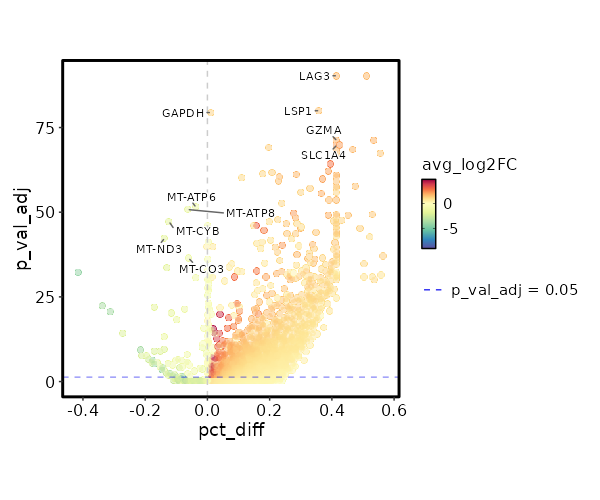 LAG3
LSP1
GAPDH
GZMA
SLC1A4
MT-ATP6
MT-ATP8
MT-CYB
MT-ND3
MT-CO3
p_val_adj
75
50
25
0
-0.4
-0.2
0.0
0.2
0.4
0.6
pct_diff
avg_log2FC
0
-5
p_val_adj = 0.05